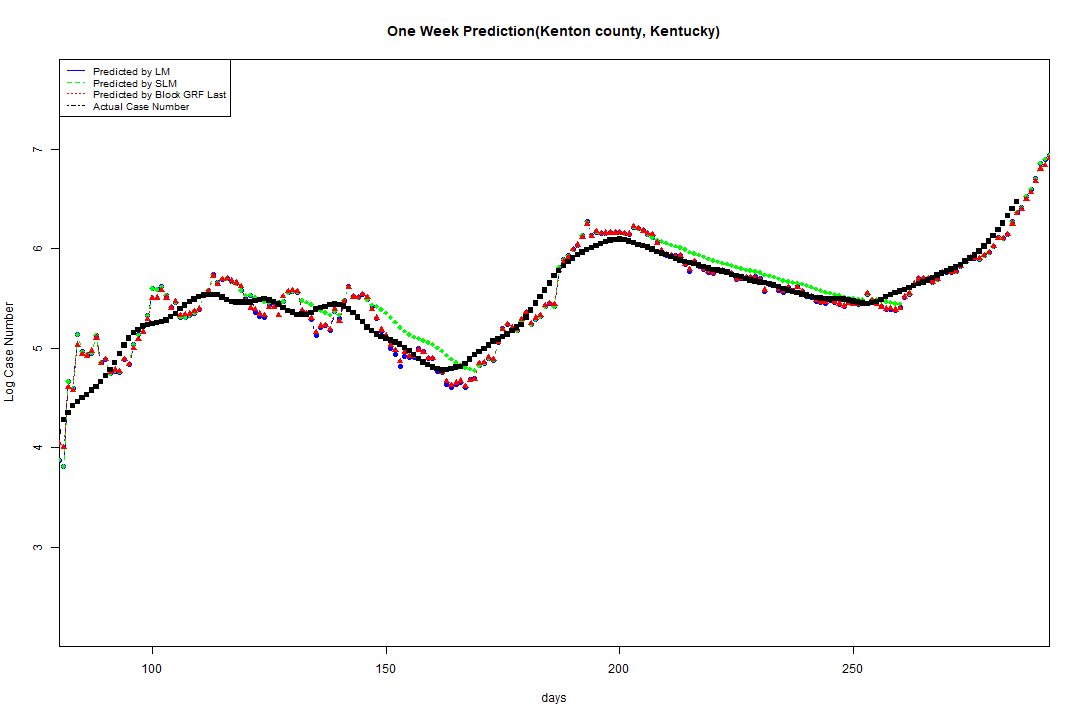 One Week Prediction(Kenton county, Kentucky)
Predicted by LM
Predicted by SLM
Predicted by Block GRF Last
Actual Case Number
7
6
5
4
3
Log Case Number
100 150 200 250
days